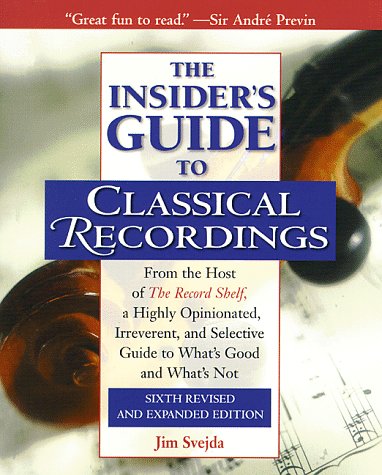 “Great fun to read.”—Sir André Previn
THE
INSIDER'S
GUIDE
TO
CLASSICAL
RECORDINGS
From the Host
of The Record Shelf,
a Highly Opinionated,
Irreverent, and Selective
Guide to What's Good
and What's Not
SIXTH REVISED
AND EXPANDED EDITION
Jim Svejda